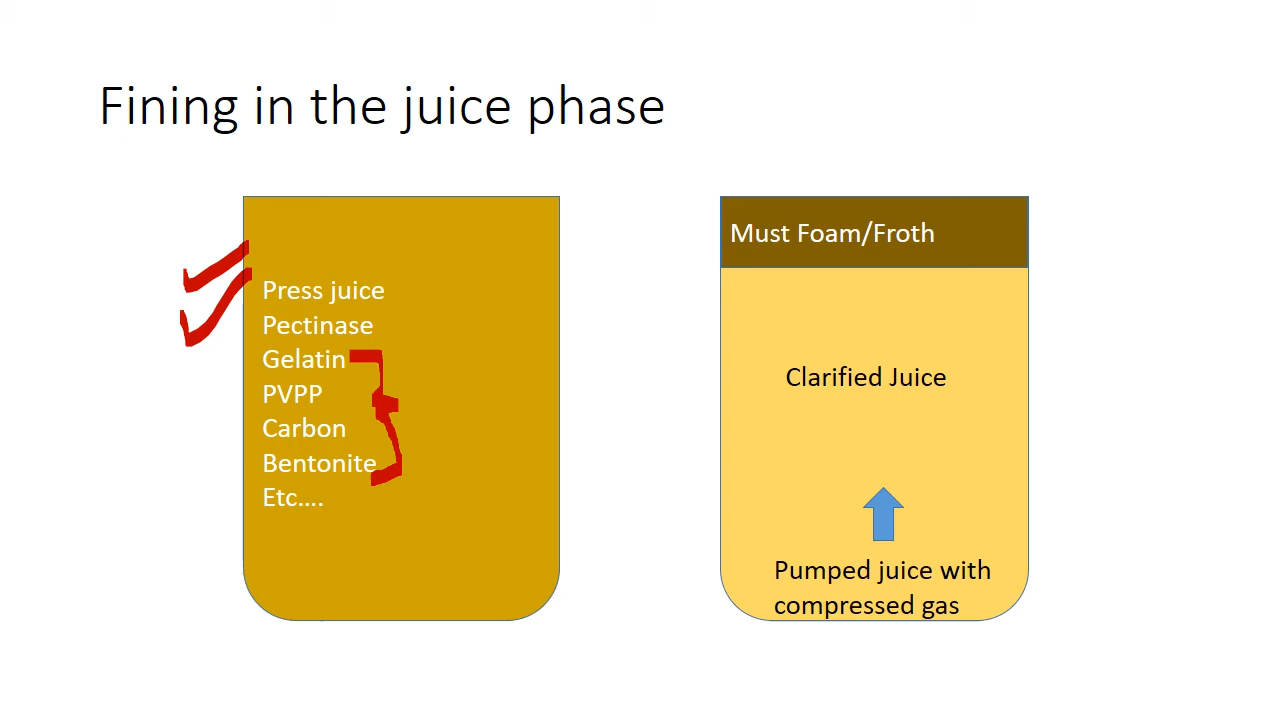 Fining in the juice phase
Press juice
Pectinase
Gelatin
PVPP
Carbon
Bentonite
Etc....
Must Foam/Froth
Clarified Juice
Pumped juice with
compressed gas